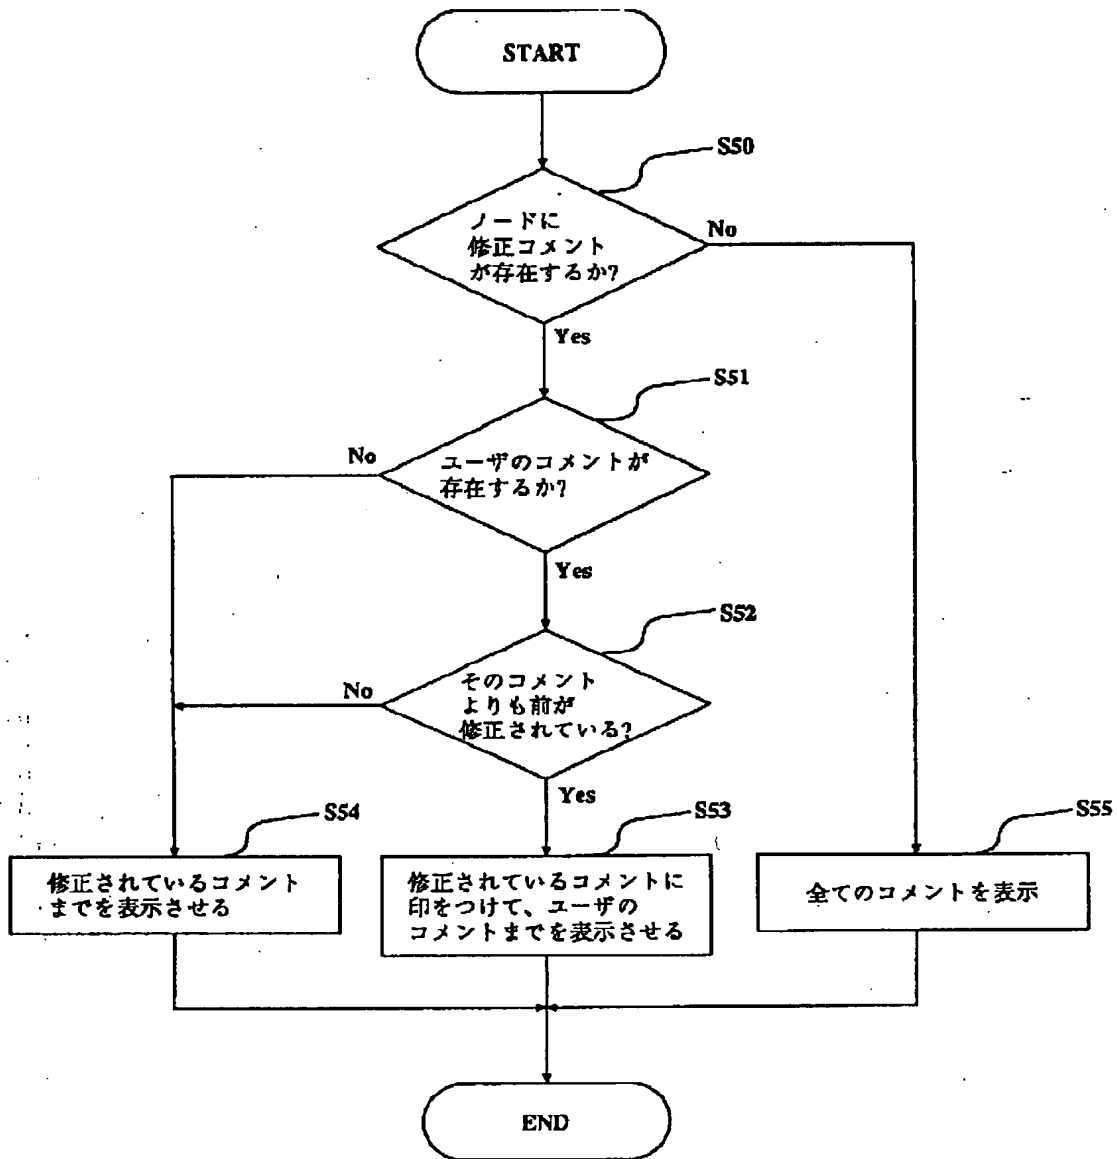 START
S50
ノードに
修正コメント
が存在するか?
No
Yes
S51
No
ユーザのコメントが
存在するか?
Yes
S52
No
そのコメント
よりも前が
修正されている?
Yes
S54
S53
S55
修正されているコメント
までを表示させる
修正されているコメントに
印をつけて、ユーザの
コメントまでを表示させる
全てのコメントを表示
END